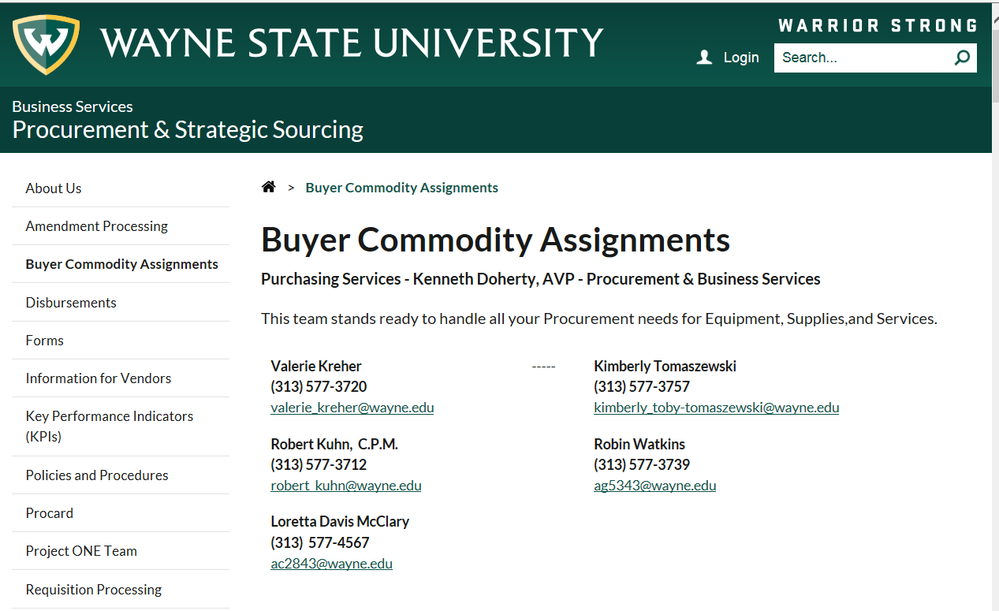 W WAYNE STATE UNIVERSITY
WARRIOR STRONG
Login
Search...
Business Services
Procurement & Strategic Sourcing
About Us
Amendment Processing
Buyer Commodity Assignments
Disbursements
Forms
Information for Vendors
Key Performance Indicators
(KPIs)
Policies and Procedures
Procard
Project ONE Team
Requisition Processing
> Buyer Commodity Assignments
Buyer Commodity Assignments
Purchasing Services - Kenneth Doherty, AVP - Procurement & Business Services
This team stands ready to handle all your Procurement needs for Equipment, Supplies,and Services.
Valerie Kreher
(313) 577-3720
valerie_kreher@wayne.edu
-----
Kimberly Tomaszewski
(313) 577-3757
kimberly_toby-tomaszewski@wayne.edu
Robert Kuhn, C.P.M.
(313) 577-3712
robert_kuhn@wayne.edu
Robin Watkins
(313) 577-3739
ag5343@wayne.edu
Loretta Davis McClary
(313) 577-4567
ac2843@wayne.edu